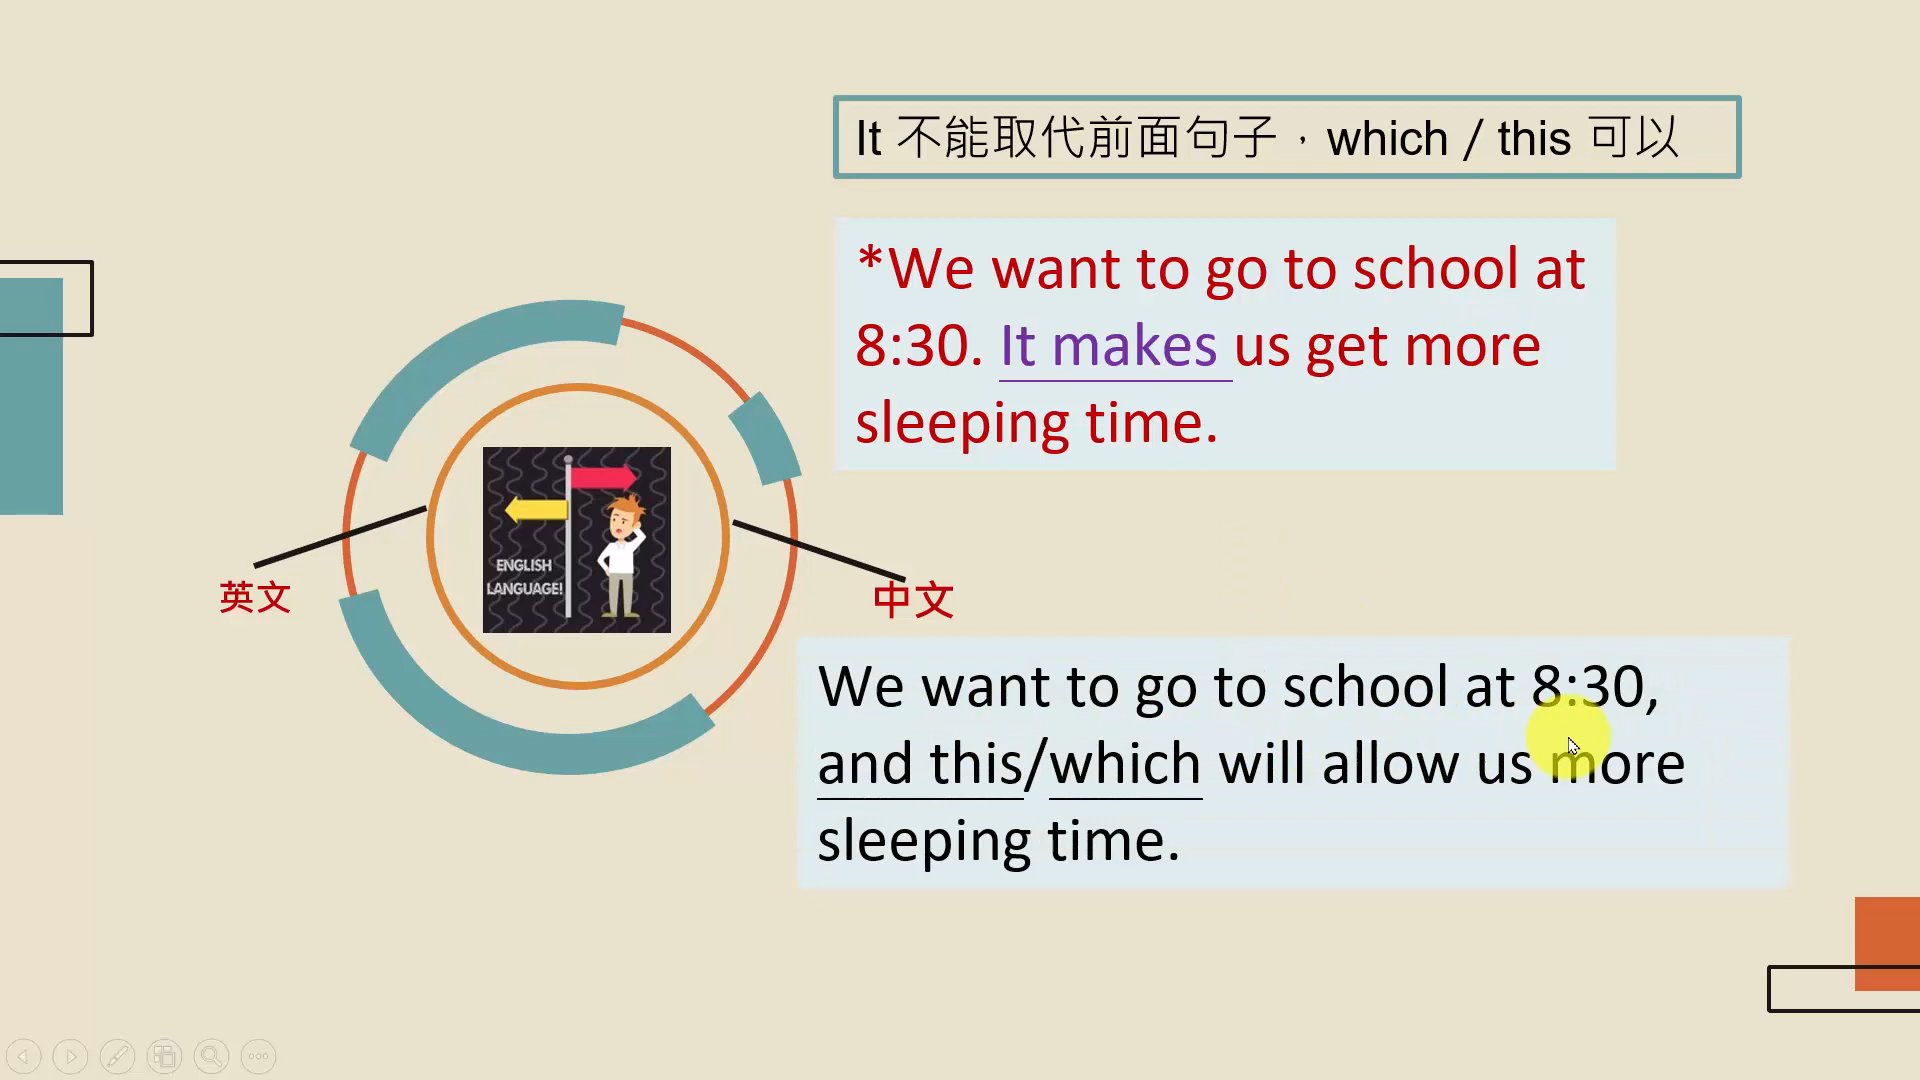 It 不能取代前面句子，which / this 可以
*We want to go to school at
8:30. It makes us get more
sleeping time.
ENGLISH
LANGUAGE!
英文
中文
We want to go to school at 8:30,
and this/which will allow us more
sleeping time.